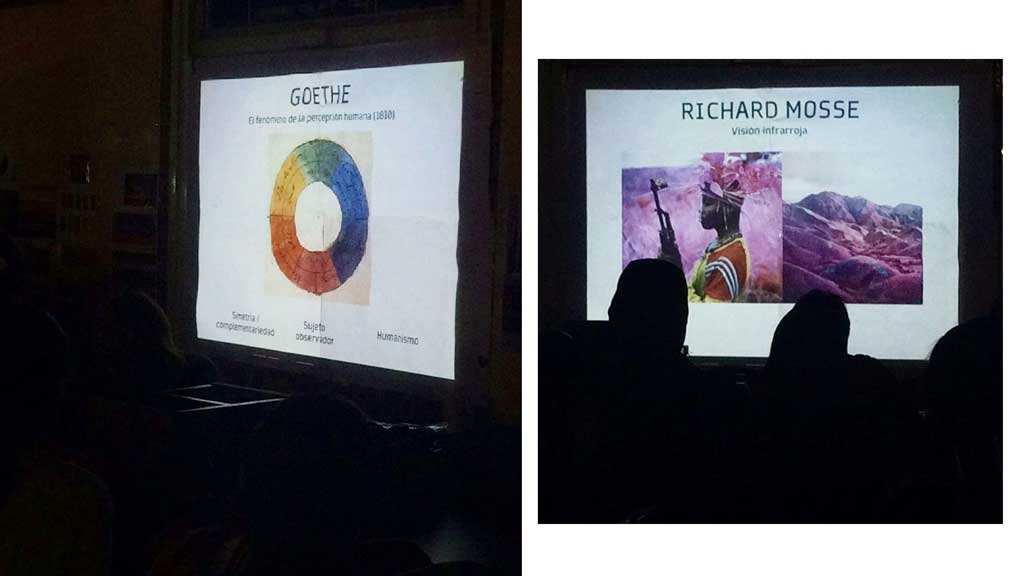 GOETHE
El fenómeno de la percepción humana (1810)
Simetría /
complementariedad
Sujeto
observador
Humanismo
RICHARD MOSSE
Visión infrarroja